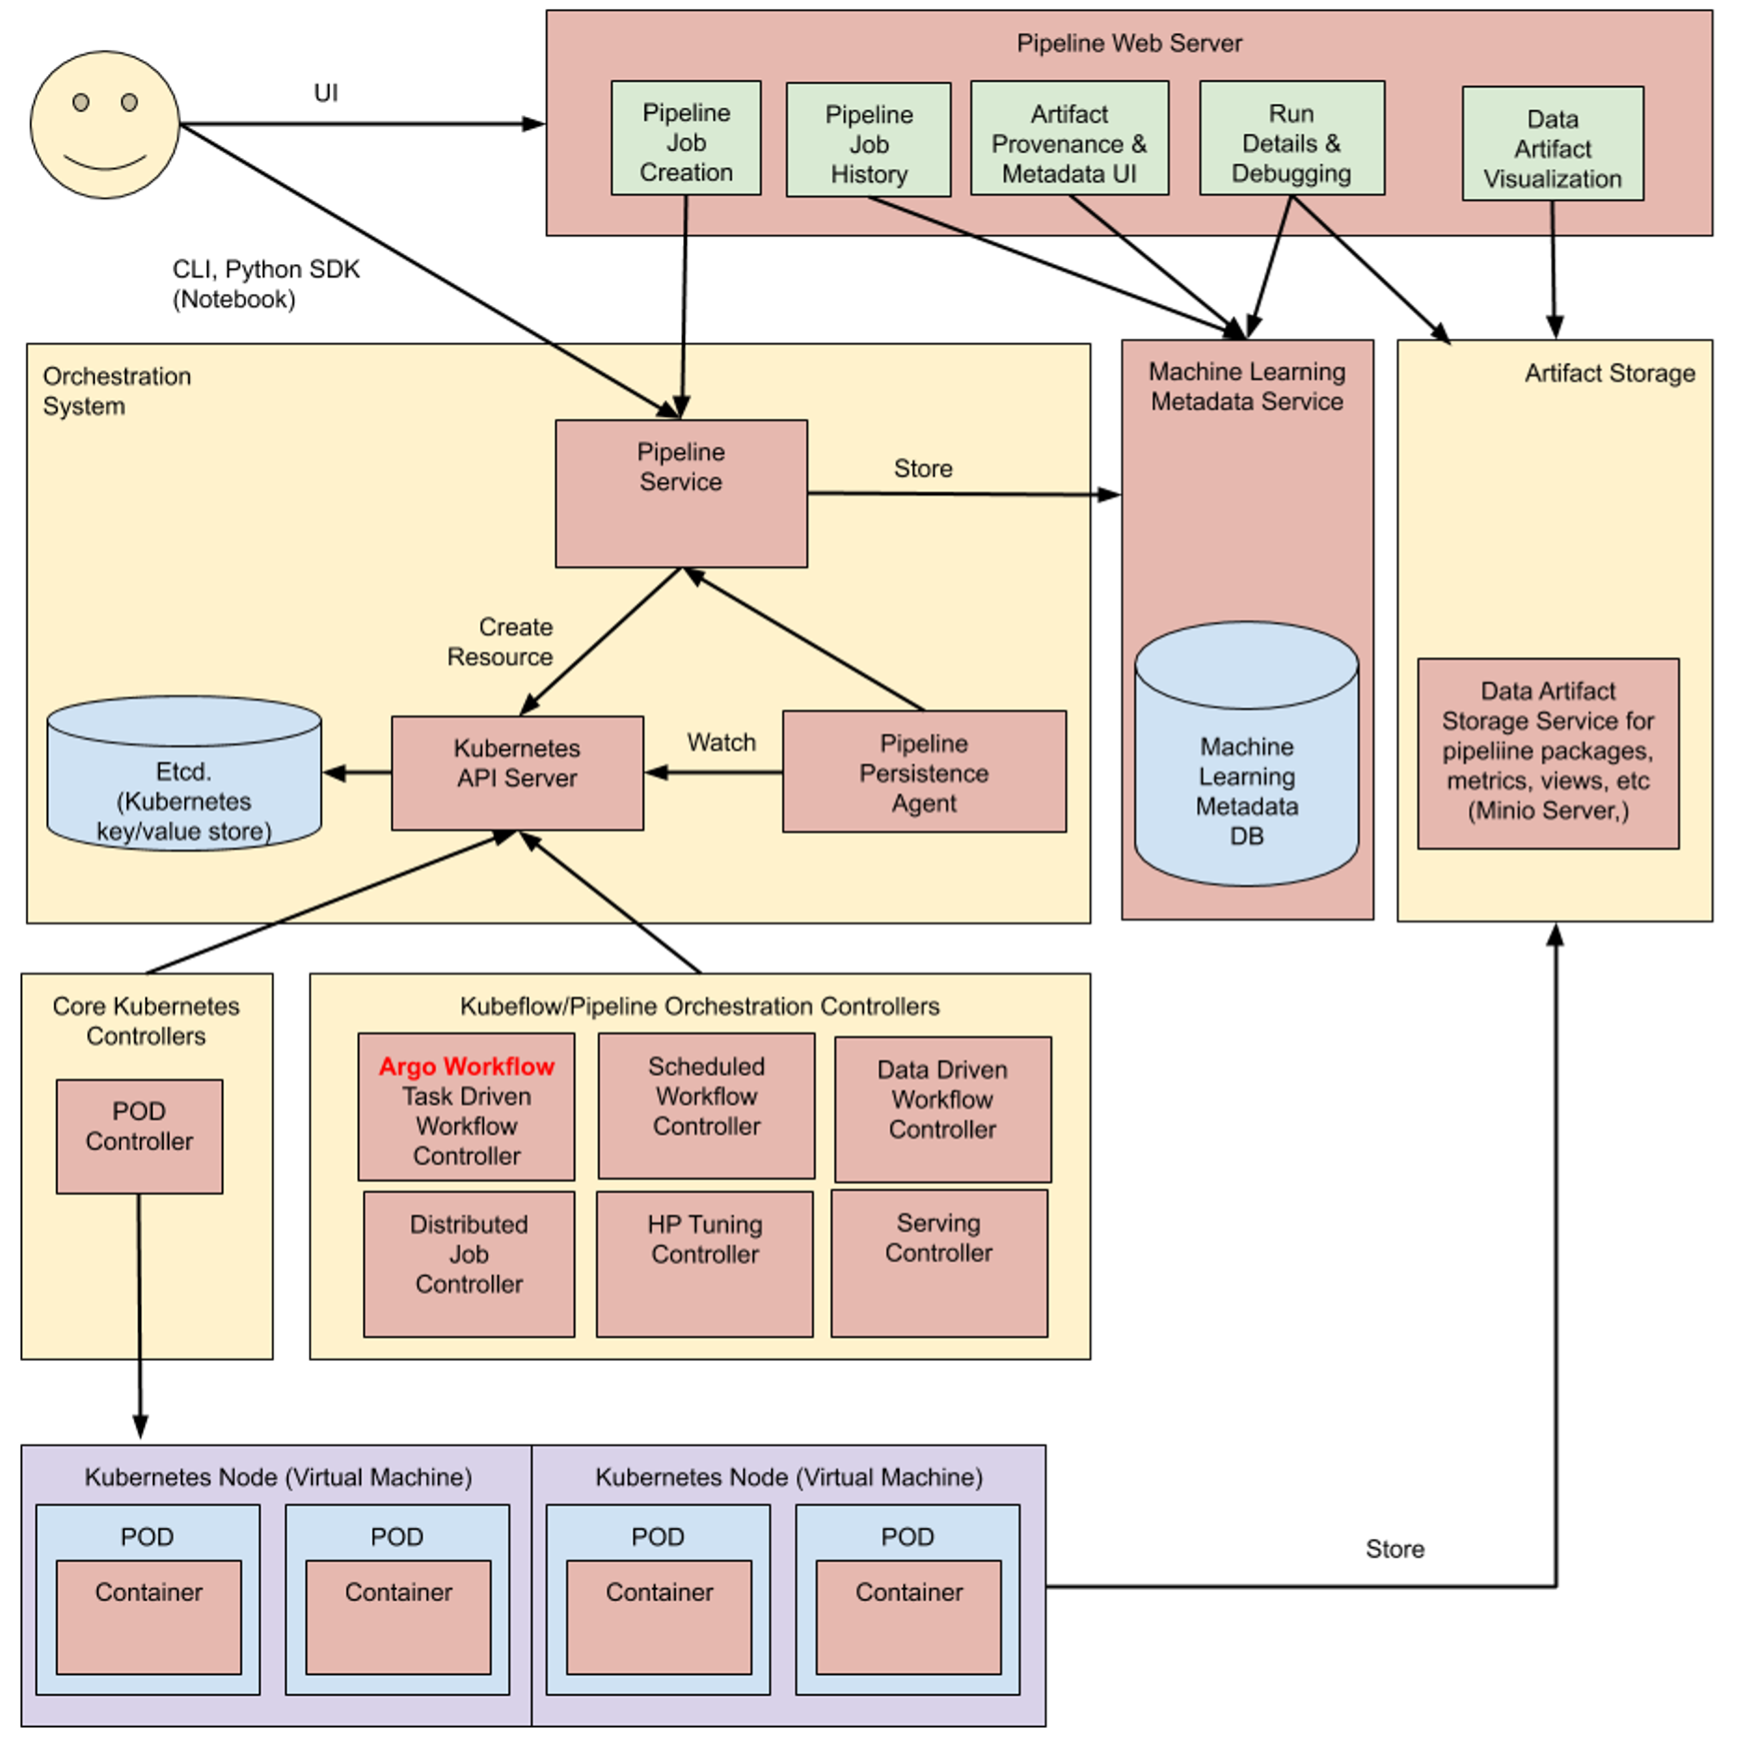 Pipeline Web Server
UI
Pipeline
Job
Creation
Pipeline
Job
History
Artifact
Provenance &
Metadata UI
Run
Details &
Debugging
Data
Artifact
Visualization
CLI, Python SDK
(Notebook)
Orchestration
System
Pipeline
Service
Store
Machine Learning
Metadata Service
Artifact Storage
Create
Resource
Etcd.
(Kubernetes
key/value store)
Kubernetes
API Server
Watch
Pipeline
Persistence
Agent
Machine
Learning
Metadata
DB
Data Artifact
Storage Service for
pipeliine packages,
metrics, views, etc
(Minio Server,)
Core Kubernetes
Controllers
POD
Controller
Kubeflow/Pipeline Orchestration Controllers
Argo Workflow
Task Driven
Workflow
Controller
Scheduled
Workflow
Controller
Data Driven
Workflow
Controller
Distributed
Job
Controller
HP Tuning
Controller
Serving
Controller
Kubernetes Node (Virtual Machine)
POD
Container
POD
Container
Kubernetes Node (Virtual Machine)
POD
Container
POD
Container
Store